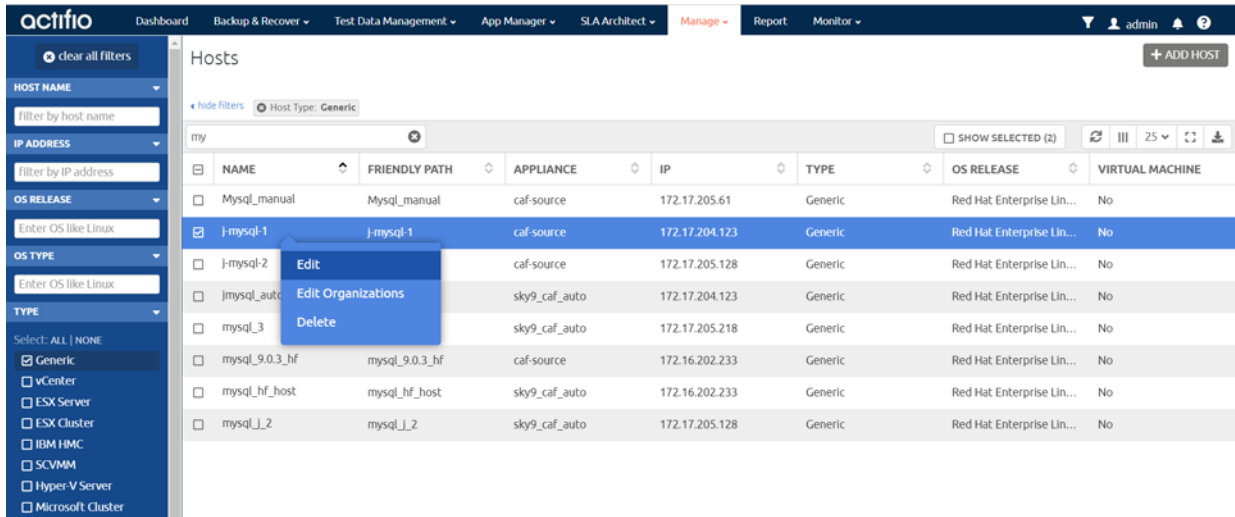 actifio Dashboard Backup & Recover Test Data Management App Manager SLA Architect Manage Report Monitor admin
clear all filters
HOST NAME
filter by host name
IP ADDRESS
filter by IP address
OS RELEASE
Enter OS like Linux
OS TYPE
Enter OS like Linux
TYPE
Select: ALL | NONE
Generic
vCenter
ESX Server
ESX Cluster
IBM HMC
SCVMM
Hyper-V Server
Microsoft Cluster
Hosts
+ ADD HOST
hide filters Host Type: Generic
my SHOW SELECTED (2) 25
NAME FRIENDLY PATH APPLIANCE IP TYPE OS RELEASE VIRTUAL MACHINE
Mysql_manual Mysql_manual caf-source 172.17.205.61 Generic Red Hat Enterprise Lin... No
j-mysql-1 j-mysql-1 caf-source 172.17.204.123 Generic Red Hat Enterprise Lin... No
j-mysql-2 caf-source 172.17.205.128 Generic Red Hat Enterprise Lin... No
jmysql_auto sky9_caf_auto 172.17.204.123 Generic Red Hat Enterprise Lin... No
mysql_3 sky9_caf_auto 172.17.205.218 Generic Red Hat Enterprise Lin... No
mysql_9.0.3_hf mysql_9.0.3_hf caf-source 172.16.202.233 Generic Red Hat Enterprise Lin... No
mysql_hf_host mysql_hf_host sky9_caf_auto 172.16.202.233 Generic Red Hat Enterprise Lin... No
mysql_j_2 mysql_j_2 sky9_caf_auto 172.17.205.128 Generic Red Hat Enterprise Lin... No
Edit
Edit Organizations
Delete